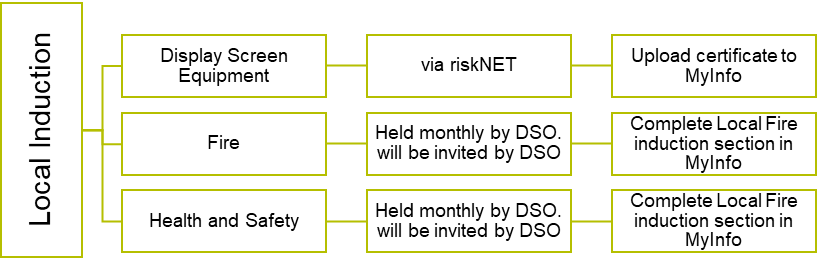 Local Induction
Display Screen
Equipment
via riskNET
Upload certificate to
MyInfo
Fire
Held monthly by DSO.
will be invited by DSO
Complete Local Fire
induction section in
MyInfo
Health and Safety
Held monthly by DSO.
will be invited by DSO
Complete Local Fire
induction section in
MyInfo